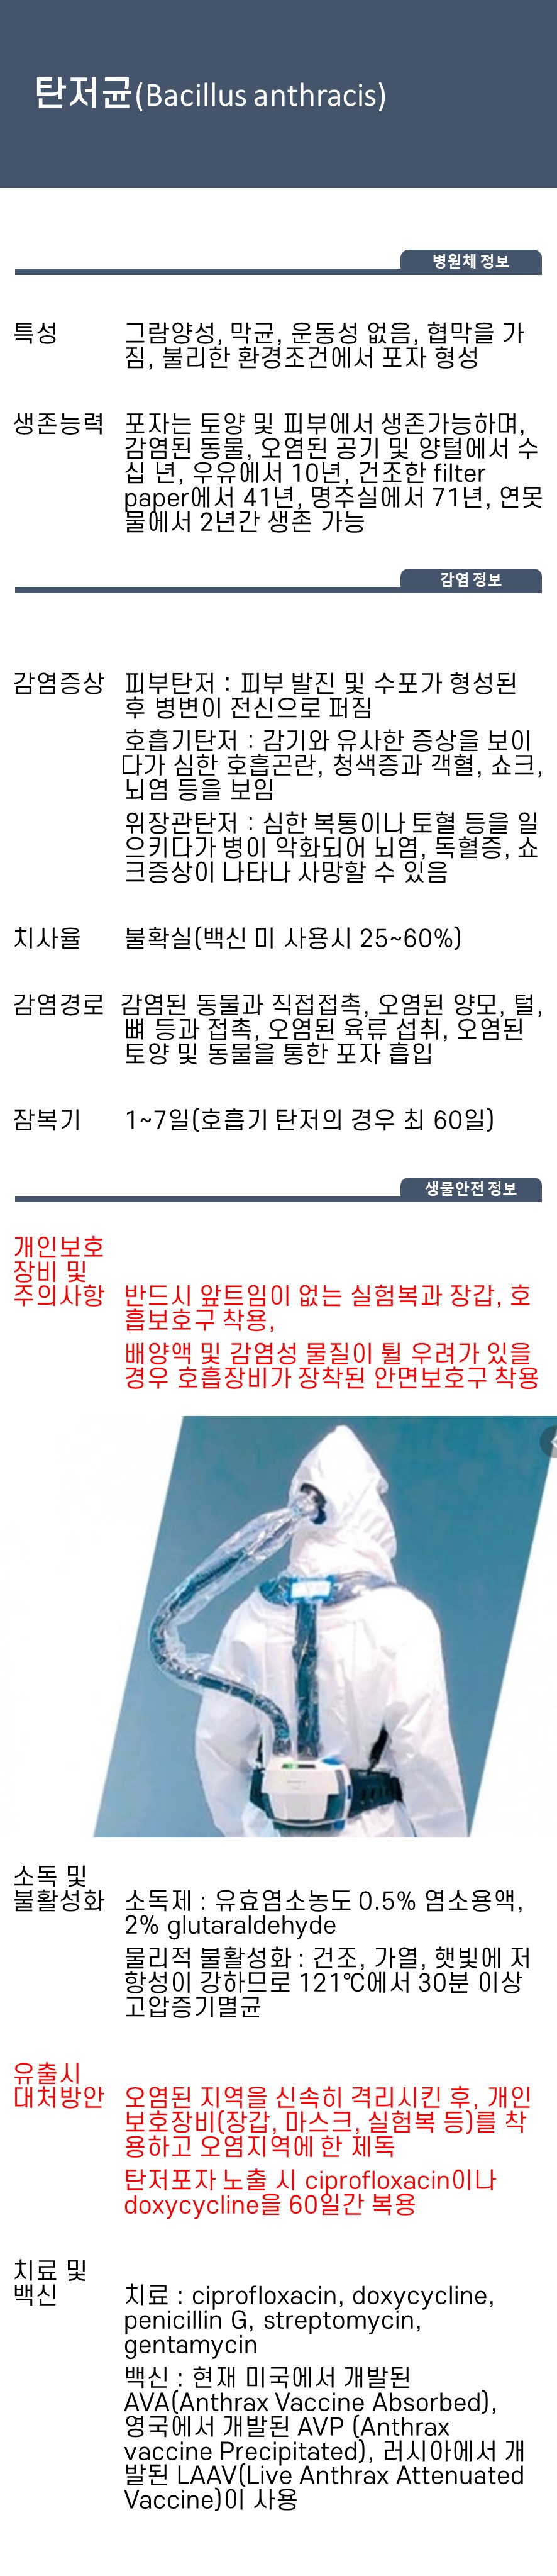 탄저균(Bacillus anthracis)
병원체 정보
특성 그람양성, 막균, 운동성 없음, 협막을 가
짐, 불리한 환경조건에서 포자 형성
생존능력 포자는 토양 및 피부에서 생존가능하며,
감염된 동물, 오염된 공기 및 양털에서 수
십 년, 우유에서 10년, 건조한 filter
paper에서 41년, 명주실에서 71년, 연못
물에서 2년간 생존 가능
감염 정보
감염증상 피부탄저 : 피부 발진 및 수포가 형성된
후 병변이 전신으로 퍼짐
호흡기탄저 : 감기와 유사한 증상을 보이
다가 심한 호흡곤란, 청색증과 객혈, 쇼크,
뇌염 등을 보임
위장관탄저 : 심한 복통이나 토혈 등을 일
으키다가 병이 악화되어 뇌염, 독혈증, 쇼
크증상이 나타나 사망할 수 있음
치사율 불확실(백신 미 사용시 25~60%)
감염경로 감염된 동물과 직접접촉, 오염된 양모, 털,
뼈 등과 접촉, 오염된 육류 섭취, 오염된
토양 및 동물을 통한 포자 흡입
잠복기 1~7일(호흡기 탄저의 경우 최 60일)
생물안전 정보
개인보호
장비 및
주의사항 반드시 앞트임이 없는 실험복과 장갑, 호
흡보호구 착용,
배양액 및 감염성 물질이 튈 우려가 있을
경우 호흡장비가 장착된 안면보호구 착용
소독 및
불활성화 소독제 : 유효염소농도 0.5% 염소용액,
2% glutaraldehyde
물리적 불활성화 : 건조, 가열, 햇빛에 저
항성이 강하므로 121℃에서 30분 이상
고압증기멸균
유출시
대처방안 오염된 지역을 신속히 격리시킨 후, 개인
보호장비(장갑, 마스크, 실험복 등)를 착
용하고 오염지역에 한 제독
탄저포자 노출 시 ciprofloxacin이나
doxycycline을 60일간 복용
치료 및
백신 치료 : ciprofloxacin, doxycycline,
penicillin G, streptomycin,
gentamycin
백신 : 현재 미국에서 개발된
AVA(Anthrax Vaccine Absorbed),
영국에서 개발된 AVP (Anthrax
vaccine Precipitated), 러시아에서 개
발된 LAAV(Live Anthrax Attenuated
Vaccine)이 사용